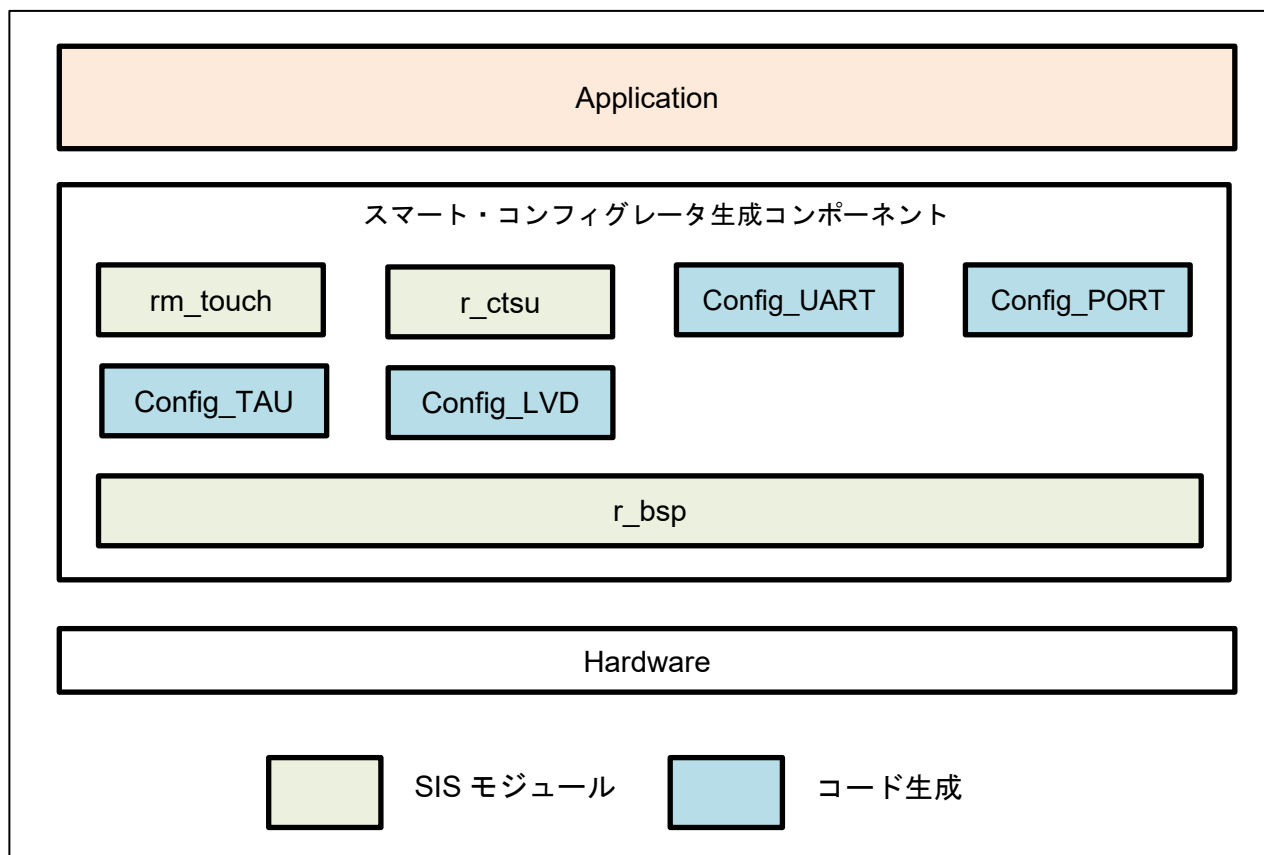 Application
スマート・コンフィグレータ生成コンポーネント
rm_touch
r_ctsu
Config_UART
Config_PORT
Config_TAU
Config_LVD
r_bsp
Hardware
SIS モジュール
コード生成